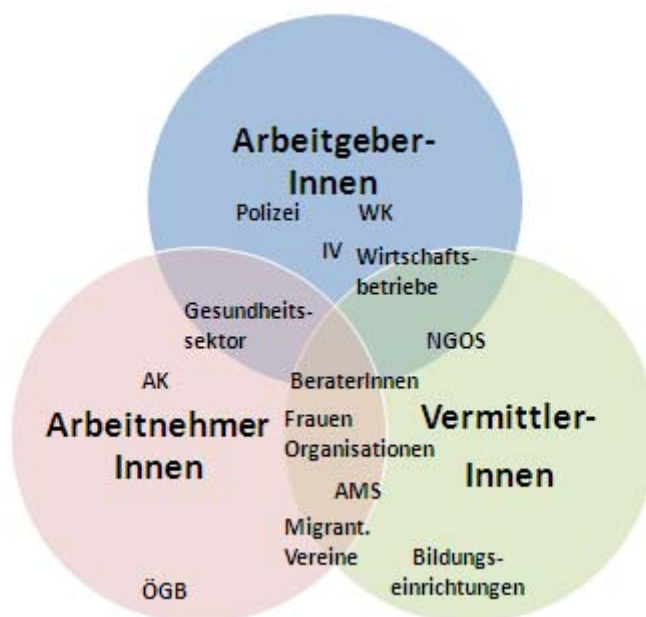 Arbeitgeber-
Innen
Polizei WK
IV Wirtschafts-
betriebe
Gesundheits-
sektor
NGOS
AK
BeraterInnen
Arbeitnehmer
Innen
Frauen
Organisationen
Vermittler-
Innen
AMS
Migrant.
Vereine
Bildungs-
einrichtungen
ÖGB